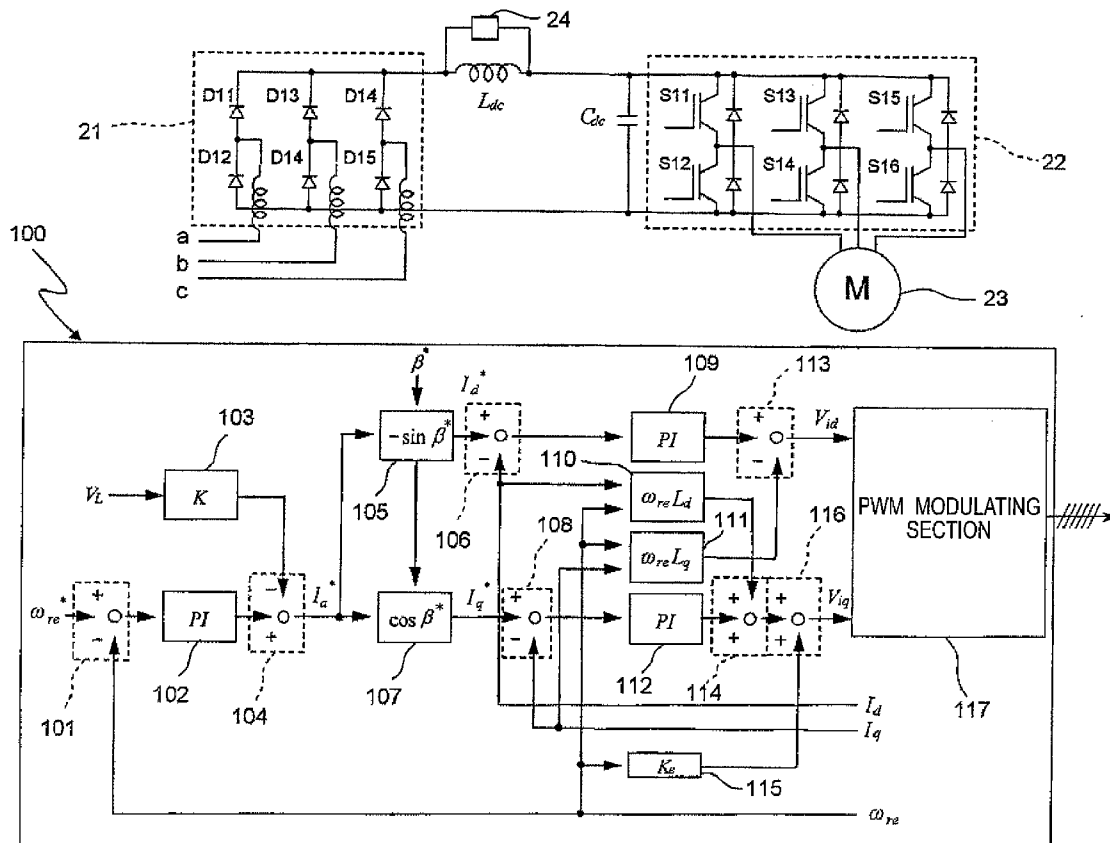 24
L_dc
21
D11 D13 D14
D12 D14 D15
C_dc
S11 S13 S15
S12 S14 S16
22
a
b
c
M
23
100
β*
I_d*
109
113
103
V_L
K
-sin β*
105
+
-
106
PI
+
-
V_id
110
ω_re L_d
111
ω_re L_q
PWM MODULATING
SECTION
108
116
ω_re*
+
-
101
PI
102
-
+
104
I_a*
cos β*
107
I_q*
+
-
PI
112
+
+
114
+
+
V_iq
117
I_d
I_q
K_e
115
ω_re